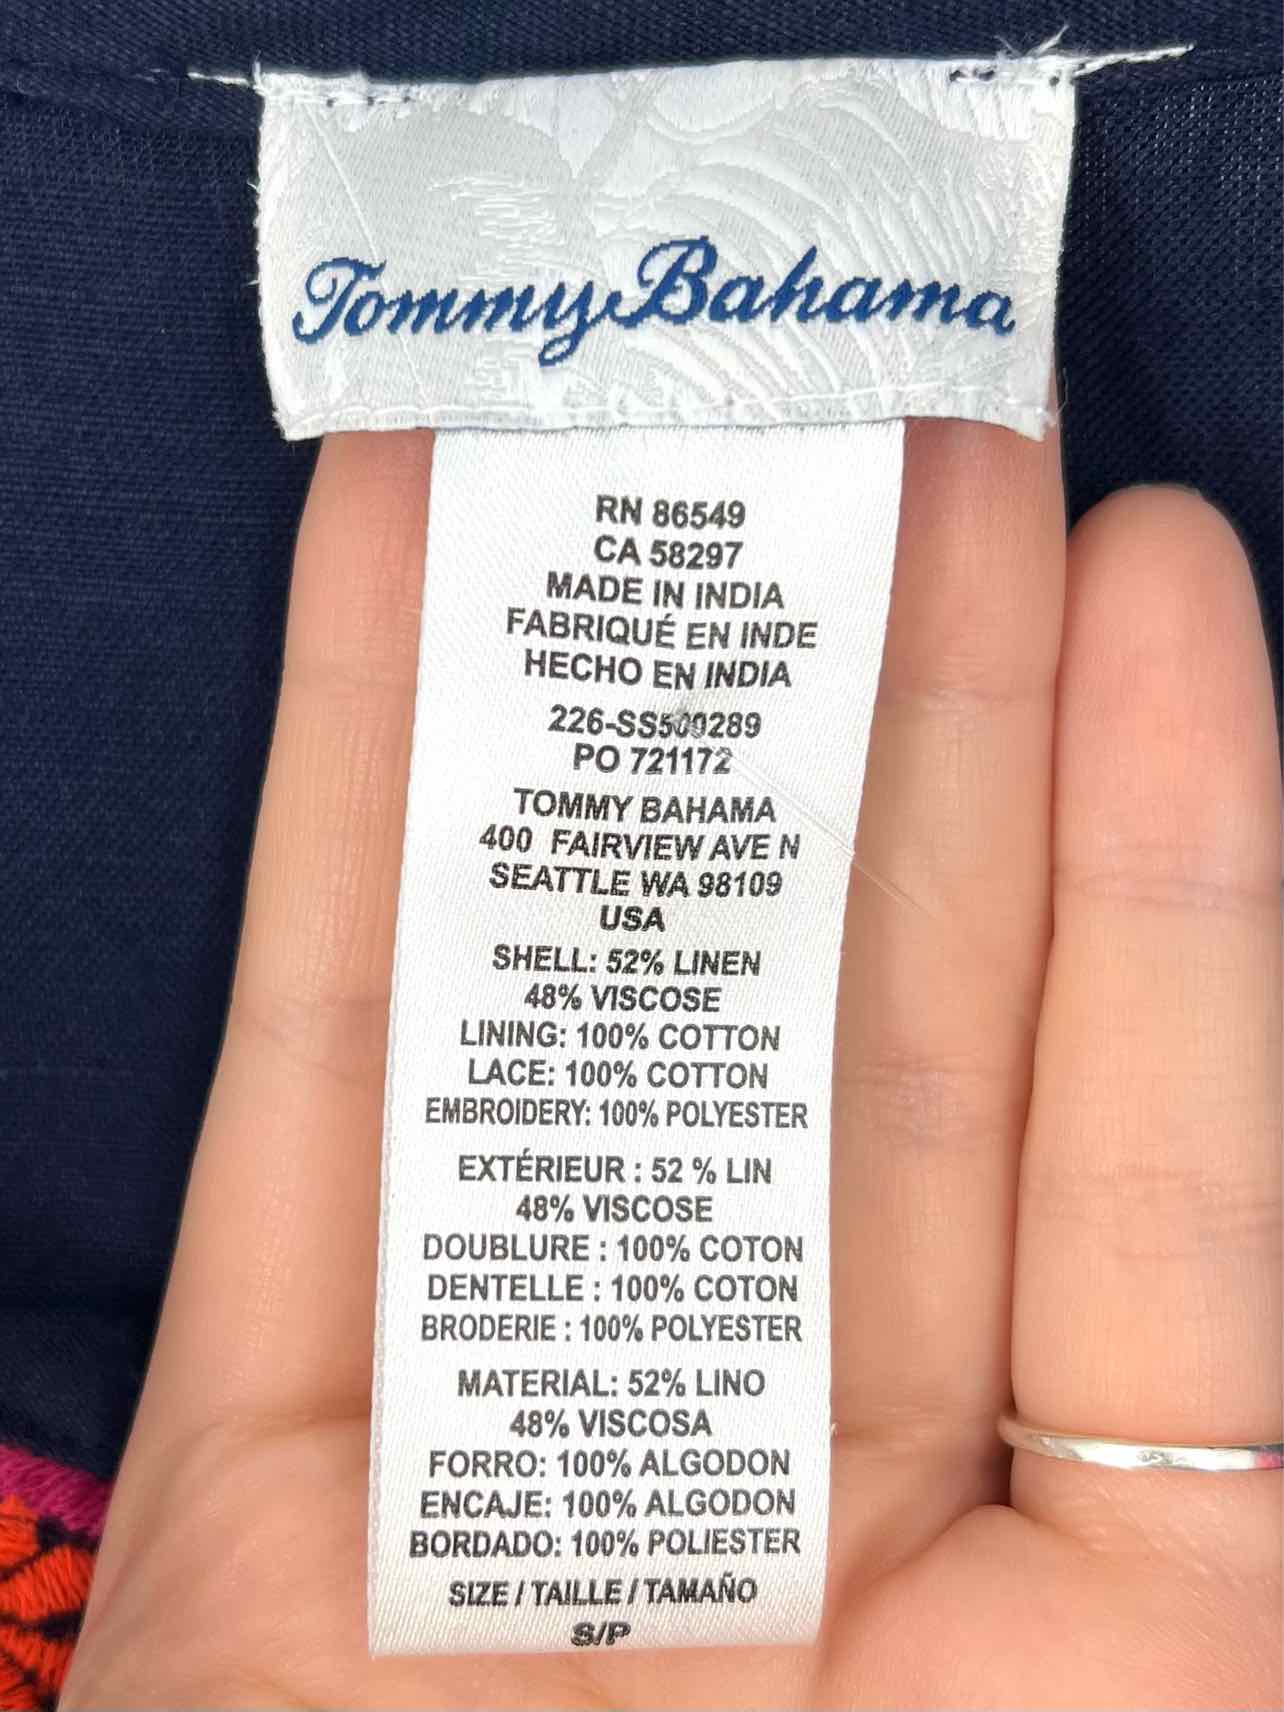 Tommy Bahama
RN 86549
CA 58297
MADE IN INDIA
FABRIQUÉ EN INDE
HECHO EN INDIA
226-SS500289
PO 721172
TOMMY BAHAMA
400 FAIRVIEW AVE N
SEATTLE WA 98109
USA
SHELL: 52% LINEN
48% VISCOSE
LINING: 100% COTTON
LACE: 100% COTTON
EMBROIDERY: 100% POLYESTER
EXTÉRIEUR : 52 % LIN
48% VISCOSE
DOUBLURE : 100% COTON
DENTELLE : 100% COTON
BRODERIE : 100% POLYESTER
MATERIAL: 52% LINO
48% VISCOSA
FORRO: 100% ALGODON
ENCAJE: 100% ALGODON
BORDADO: 100% POLIESTER
SIZE / TAILLE / TAMAÑO
S/P